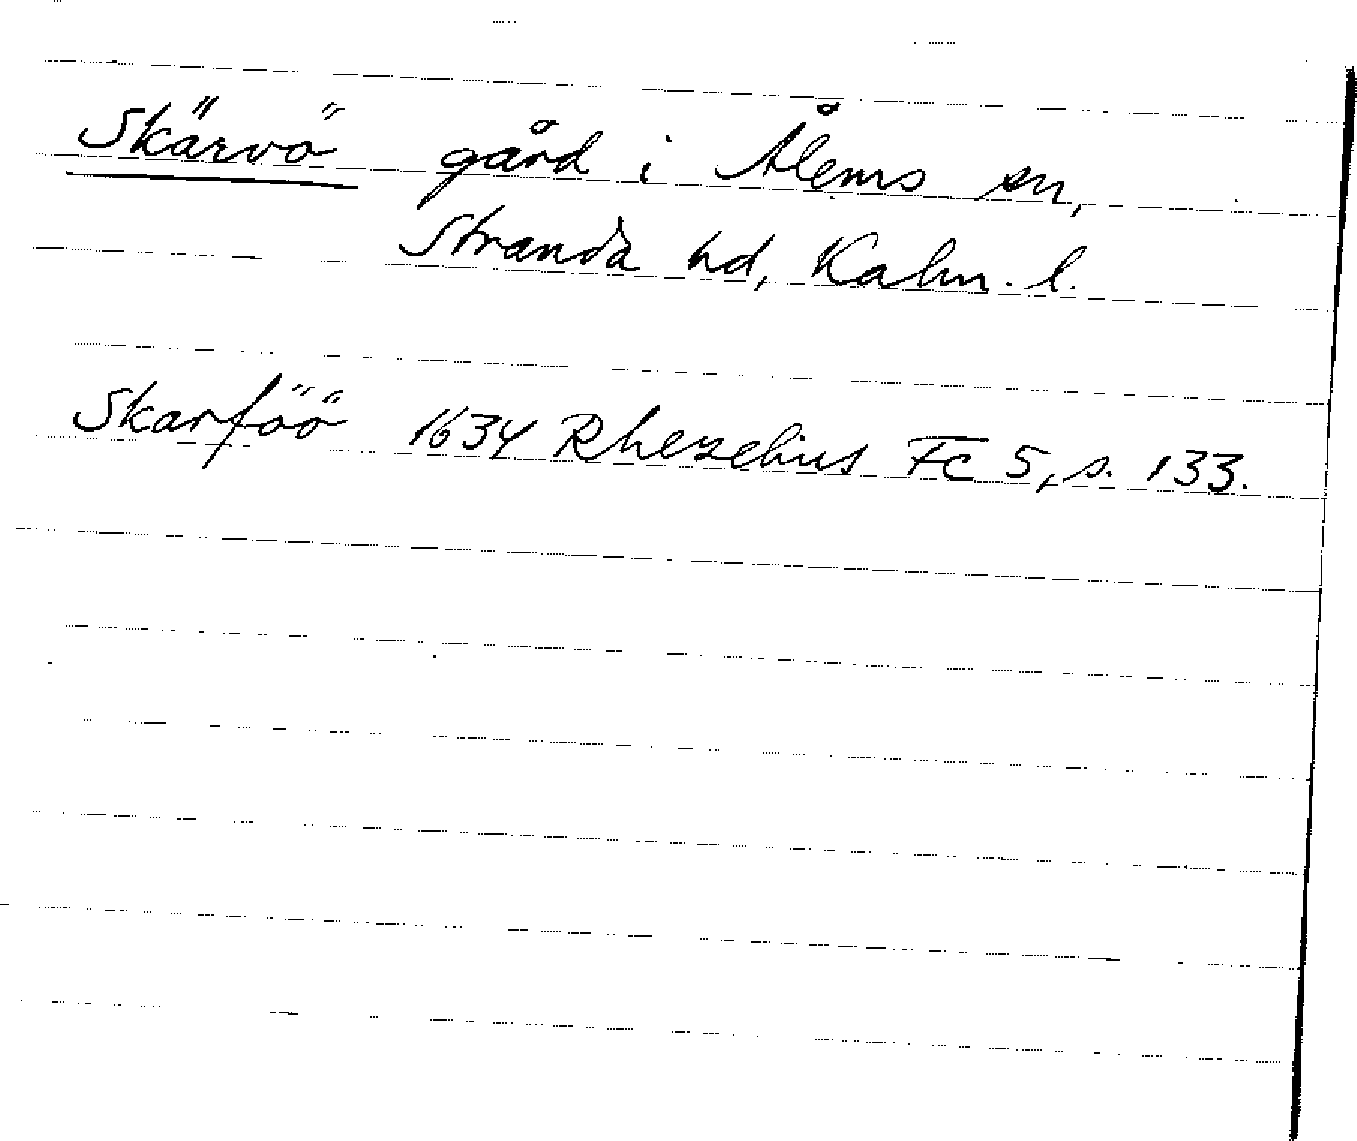 Skärvö gård i Ålems sn,
Stranda hd, Kalm. l.
Skarföö 1634 Rhezelius Fc 5, s. 133.